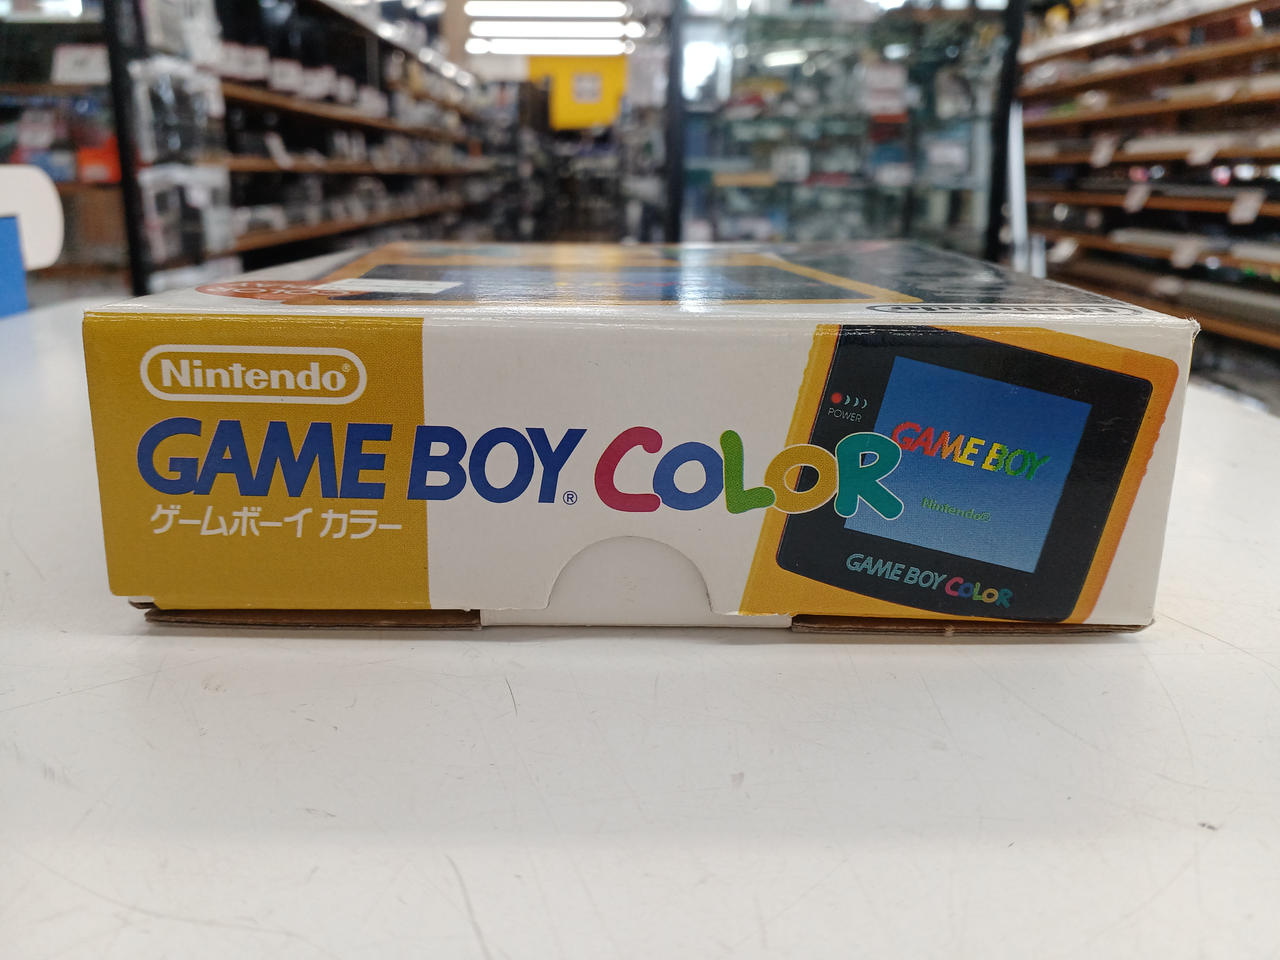 Nintendo®
GAME BOY® COLOR
ゲームボーイ カラー
POWER
GAME BOY
Nintendo®
GAME BOY COLOR
Nintendo